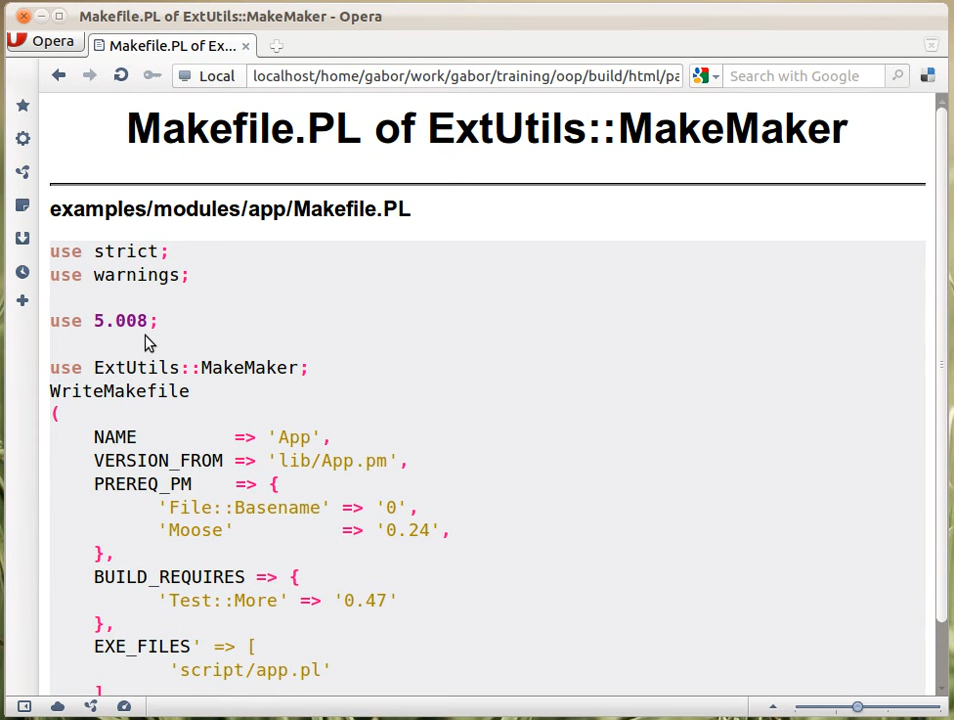 Makefile.PL of ExtUtils::MakeMaker - Opera
Opera
Makefile.PL of Ex...
Local
localhost/home/gabor/work/gabor/training/oop/build/html/pa
Search with Google
Makefile.PL of ExtUtils::MakeMaker
examples/modules/app/Makefile.PL
use strict;
use warnings;
use 5.008;
use ExtUtils::MakeMaker;
WriteMakefile
(
    NAME         => 'App',
    VERSION_FROM => 'lib/App.pm',
    PREREQ_PM    => {
          'File::Basename' => '0',
          'Moose'          => '0.24',
    },
    BUILD_REQUIRES => {
          'Test::More' => '0.47'
    },
    EXE_FILES' => [
           'script/app.pl'
    ]